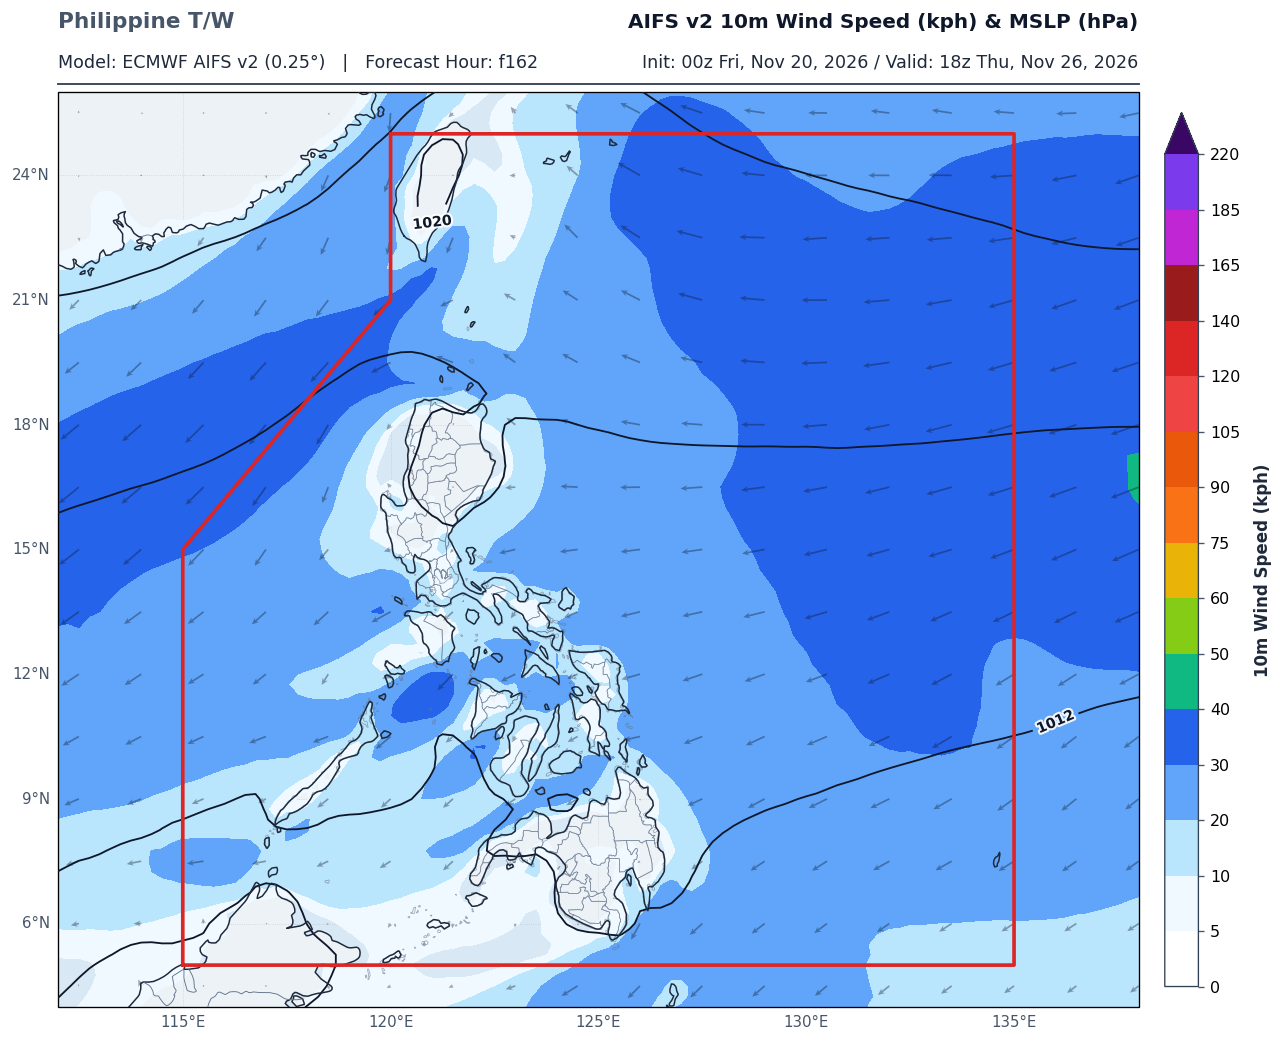 Philippine T/W
AIFS v2 10m Wind Speed (kph) & MSLP (hPa)
Model: ECMWF AIFS v2 (0.25°) | Forecast Hour: f162
Init: 00z Fri, Nov 20, 2026 / Valid: 18z Thu, Nov 26, 2026
24°N
21°N
18°N
15°N
12°N
9°N
6°N
1020
1012
115°E
120°E
125°E
130°E
135°E
220
185
165
140
120
105
90
75
60
50
40
30
20
10
5
0
10m Wind Speed (kph)